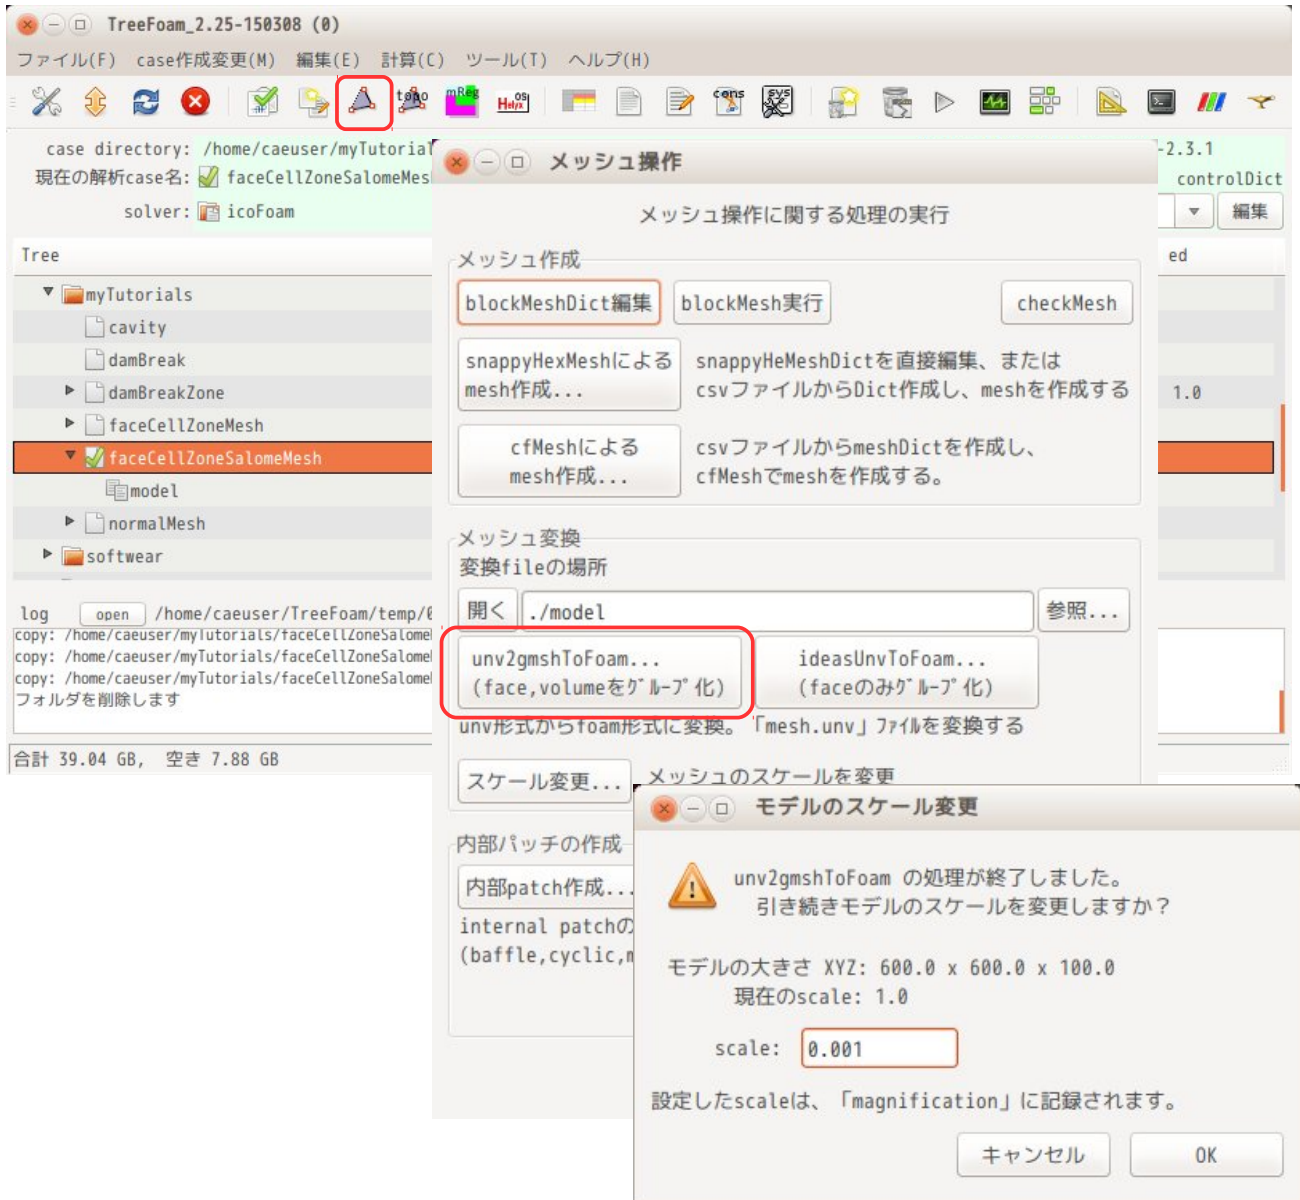 TreeFoam_2.25-150308 (0)
ファイル(F) case作成変更(M) 編集(E) 計算(C) ツール(T) ヘルプ(H)
topo mReg OS Helyx cons sys
case directory: /home/caeuser/myTutorial
-2.3.1
現在の解析case名: faceCellZoneSalomeMes
controlDict
solver: icoFoam
編集
Tree
ed
myTutorials
cavity
damBreak
damBreakZone
1.0
faceCellZoneMesh
faceCellZoneSalomeMesh
model
normalMesh
softwear
log open /home/caeuser/TreeFoam/temp/
copy: /home/caeuser/myTutorials/faceCellZoneSalome
copy: /home/caeuser/myTutorials/faceCellZoneSalome
copy: /home/caeuser/myTutorials/faceCellZoneSalome
フォルダを削除します
合計 39.04 GB, 空き 7.88 GB
メッシュ操作
メッシュ操作に関する処理の実行
メッシュ作成
blockMeshDict編集 blockMesh実行 checkMesh
snappyHexMeshによる
mesh作成...
snappyHeMeshDictを直接編集、または
csvファイルからDict作成し、meshを作成する
cfMeshによる
mesh作成...
csvファイルからmeshDictを作成し、
cfMeshでmeshを作成する。
メッシュ変換
変換fileの場所
開く ./model 参照...
unv2gmshToFoam...
(face,volumeをｸﾞﾙｰﾌﾟ化)
ideasUnvToFoam...
(faceのみｸﾞﾙｰﾌﾟ化)
unv形式からfoam形式に変換。「mesh.unv」ﾌｧｲﾙを変換する
スケール変更... メッシュのスケールを変更
内部パッチの作成
内部patch作成...
internal patchの
(baffle,cyclic,m
モデルのスケール変更
unv2gmshToFoam の処理が終了しました。
引き続きモデルのスケールを変更しますか？
モデルの大きさ XYZ: 600.0 x 600.0 x 100.0
現在のscale: 1.0
scale: 0.001
設定したscaleは、「magnification」に記録されます。
キャンセル OK